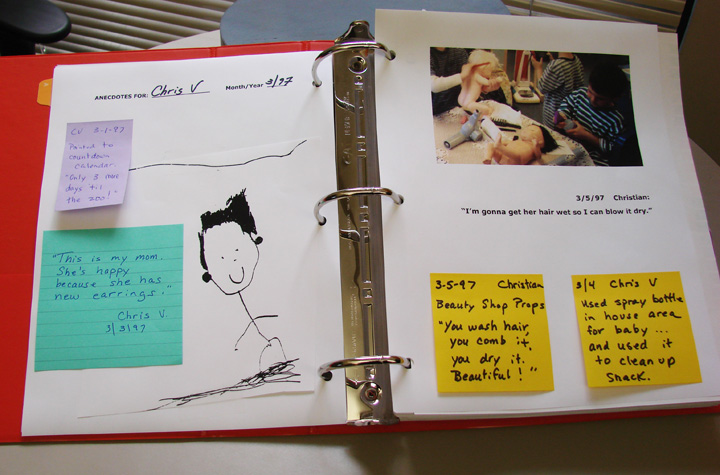 ANECDOTES FOR: Chris V Month/Year 3/97
CV 3-1-97
Pointed to
countdown
calendar.
"Only 3 more
days til
the zoo!"
"This is my mom.
She's happy
because she has
new earrings."
Chris V.
3/3/97
3/5/97 Christian:
"I'm gonna get her hair wet so I can blow it dry."
3-5-97 Christian
Beauty Shop Props
"You wash hair,
you comb it,
you dry it.
Beautiful!"
3/4 Chris V
Used spray bottle
in house area
for baby...
and used it
to clean up
snack.